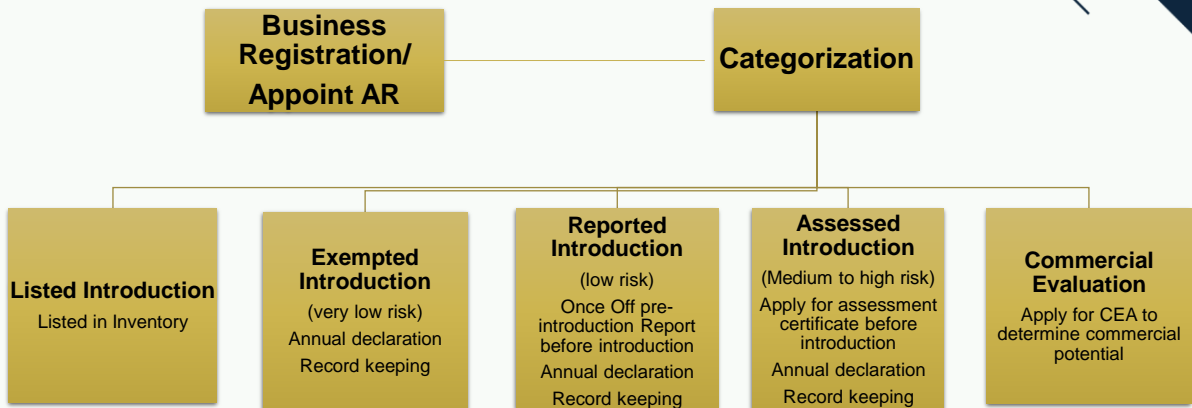 Business
Registration/
Appoint AR
Categorization
Listed Introduction
Listed in Inventory
Exempted
Introduction
(very low risk)
Annual declaration
Record keeping
Reported
Introduction
(low risk)
Once Off pre-
introduction Report
before introduction
Annual declaration
Record keeping
Assessed
Introduction
(Medium to high risk)
Apply for assessment
certificate before
introduction
Annual declaration
Record keeping
Commercial
Evaluation
Apply for CEA to
determine commercial
potential